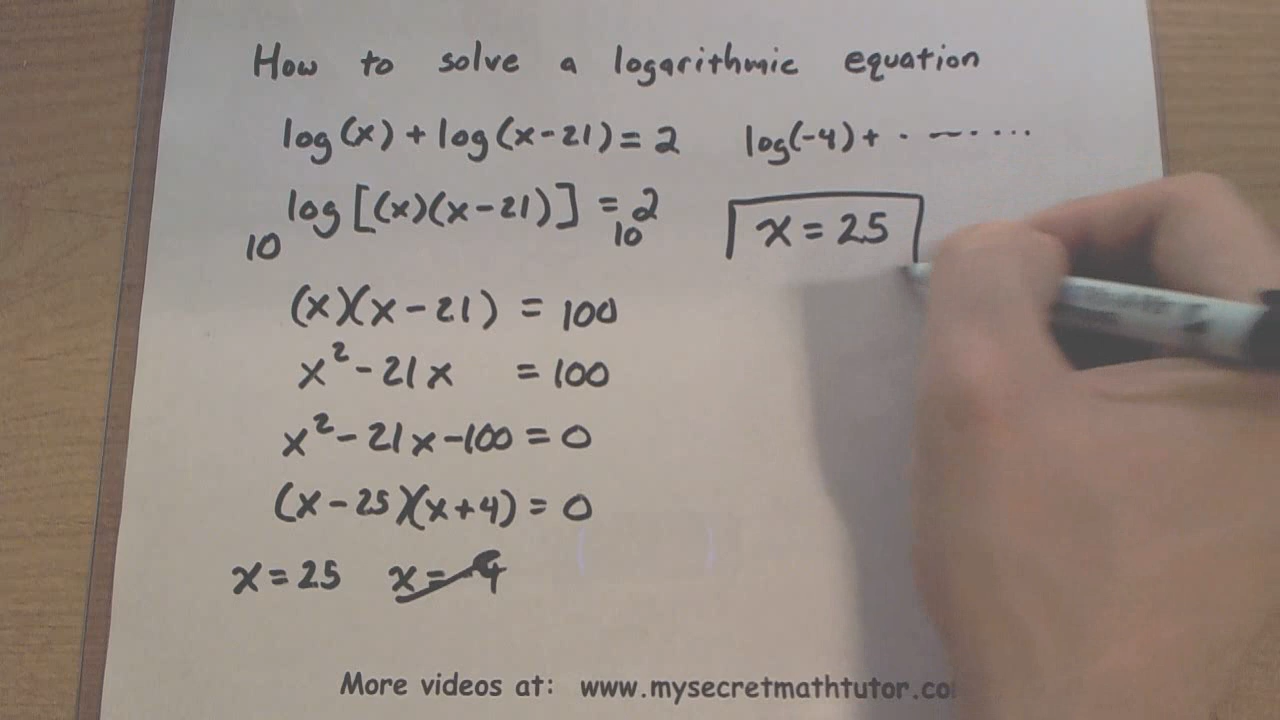 How to solve a logarithmic equation
log(x) + log(x-21) = 2
log[(x)(x-21)] = 2
10 10
(x)(x-21) = 100
x² - 21x = 100
x² - 21x - 100 = 0
(x-25)(x+4) = 0
x = 25 x = -4
log(-4) + · ~ · · · ·
x = 25
More videos at: www.mysecretmathtutor.co